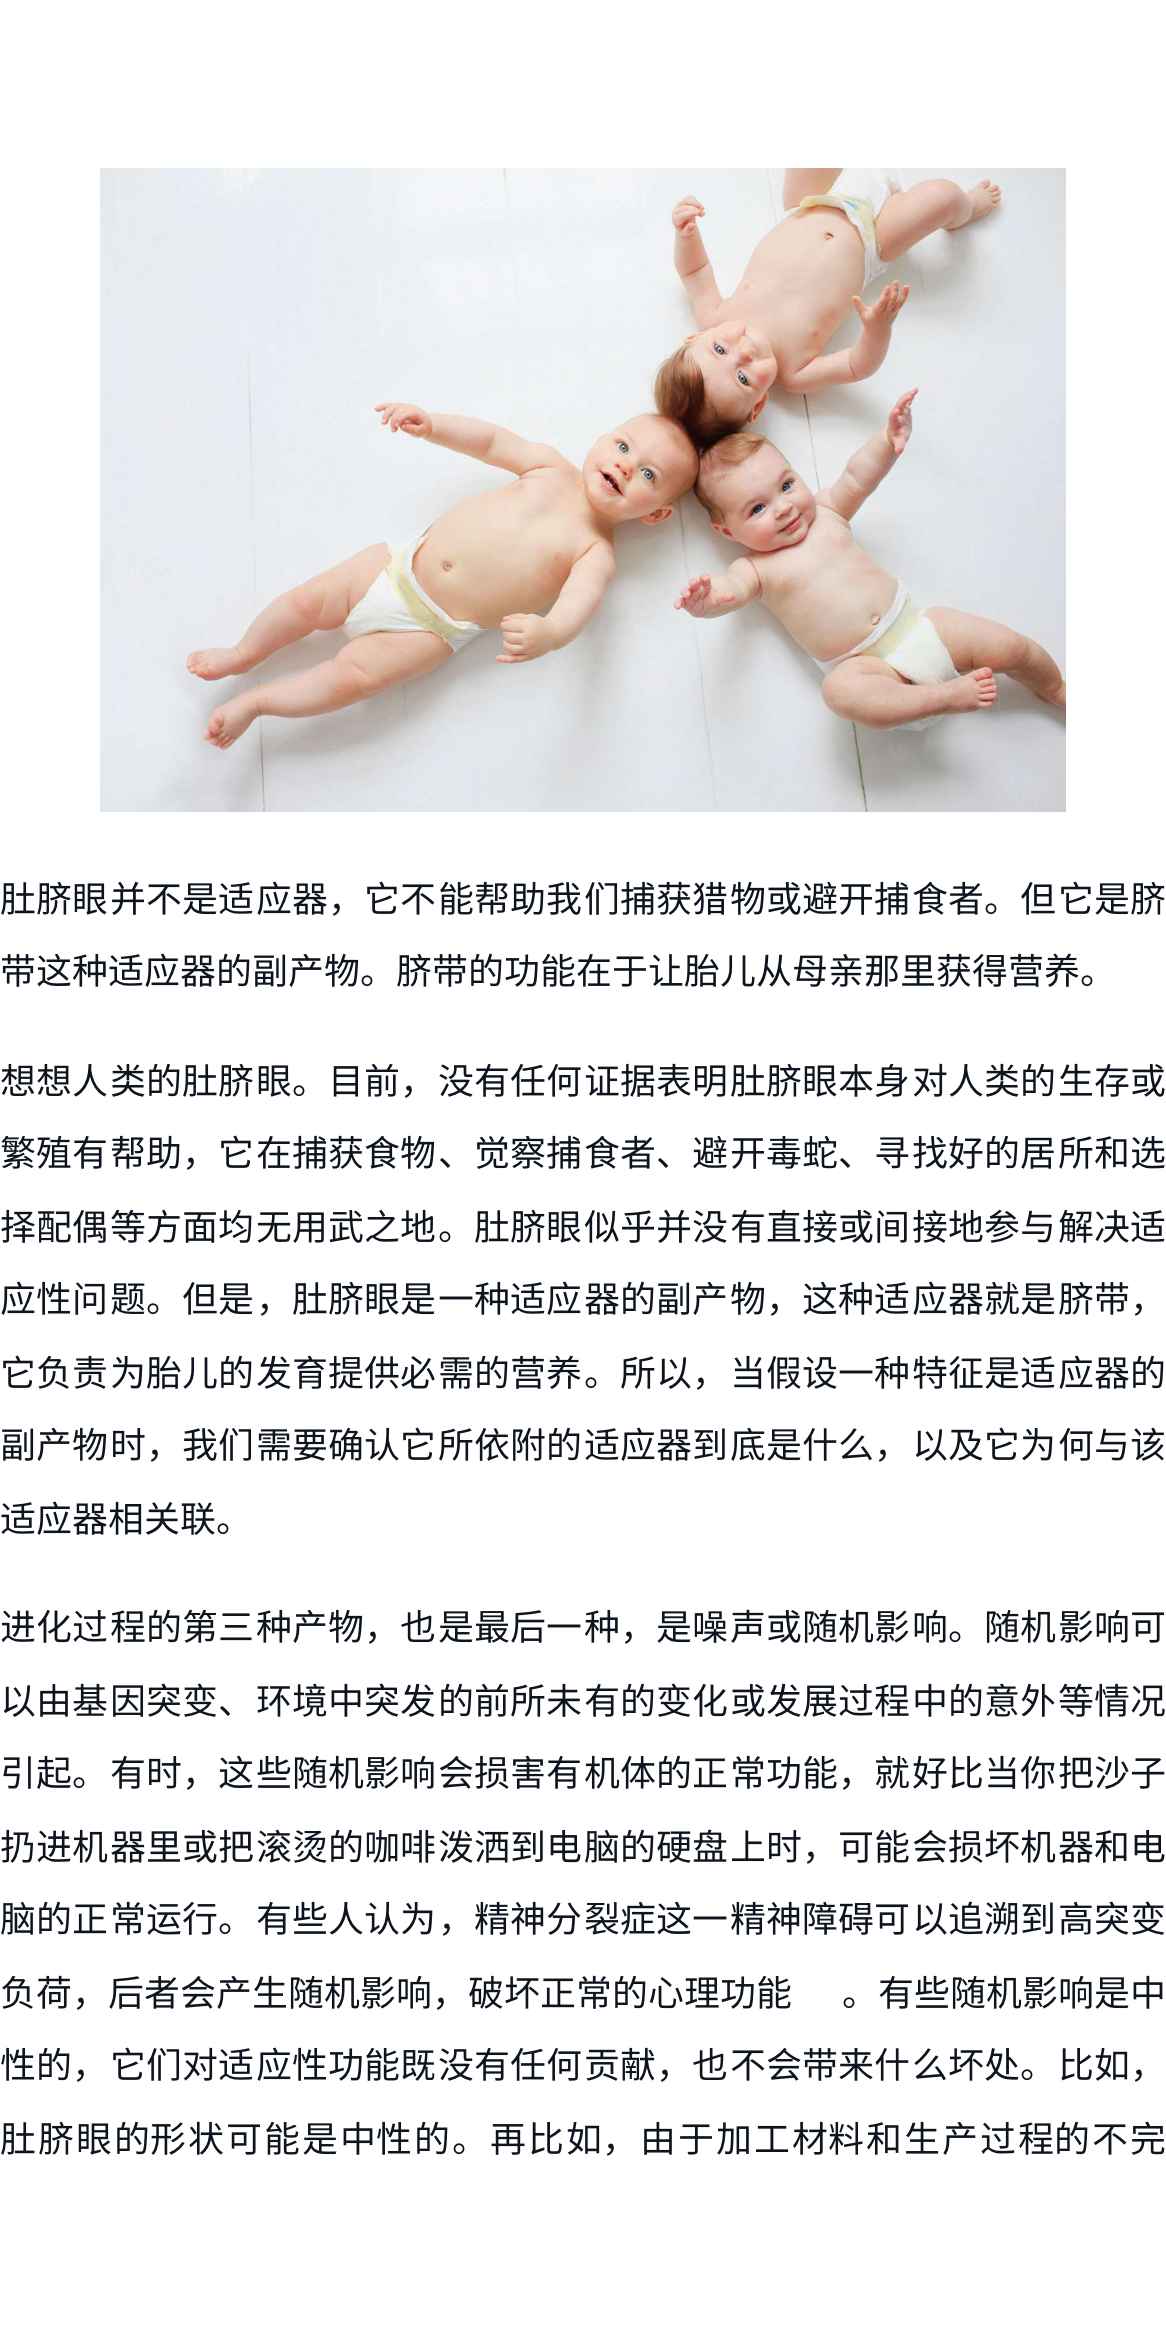 肚脐眼并不是适应器，它不能帮助我们捕获猎物或避开捕食者。但它是脐
带这种适应器的副产物。脐带的功能在于让胎儿从母亲那里获得营养。
想想人类的肚脐眼。目前，没有任何证据表明肚脐眼本身对人类的生存或
繁殖有帮助，它在捕获食物、觉察捕食者、避开毒蛇、寻找好的居所和选
择配偶等方面均无用武之地。肚脐眼似乎并没有直接或间接地参与解决适
应性问题。但是，肚脐眼是一种适应器的副产物，这种适应器就是脐带，
它负责为胎儿的发育提供必需的营养。所以，当假设一种特征是适应器的
副产物时，我们需要确认它所依附的适应器到底是什么，以及它为何与该
适应器相关联。
进化过程的第三种产物，也是最后一种，是噪声或随机影响。随机影响可
以由基因突变、环境中突发的前所未有的变化或发展过程中的意外等情况
引起。有时，这些随机影响会损害有机体的正常功能，就好比当你把沙子
扔进机器里或把滚烫的咖啡泼洒到电脑的硬盘上时，可能会损坏机器和电
脑的正常运行。有些人认为，精神分裂症这一精神障碍可以追溯到高突变
负荷，后者会产生随机影响，破坏正常的心理功能 。有些随机影响是中
性的，它们对适应性功能既没有任何贡献，也不会带来什么坏处。比如，
肚脐眼的形状可能是中性的。再比如，由于加工材料和生产过程的不完